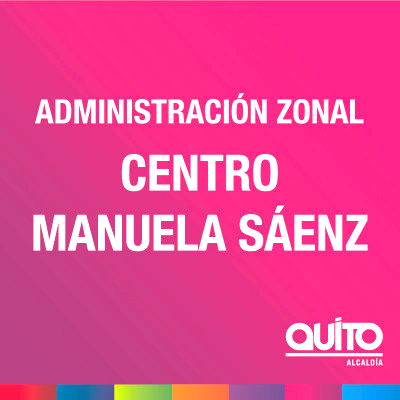 ADMINISTRACIÓN ZONAL
CENTRO
MANUELA SÁENZ
QUITO
ALCALDÍA